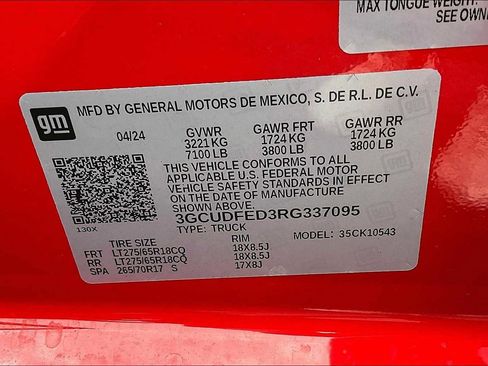 MAX TONGUE WEIGHT:
SEE OWNE
gm
MFD BY GENERAL MOTORS DE MEXICO, S. DE R.L. DE C.V.
04/24 GVWR GAWR FRT GAWR RR
3221 KG 1724 KG 1724 KG
7100 LB 3800 LB 3800 LB
THIS VEHICLE CONFORMS TO ALL
APPLICABLE U.S. FEDERAL MOTOR
VEHICLE SAFETY STANDARDS IN EFFECT
ON THE DATE OF MANUFACTURE
SHOWN ABOVE.
3GCUDFED3RG337095
130X
TYPE: TRUCK MODEL: 35CK10543
TIRE SIZE RIM
FRT LT275/65R18CQ 18X8.5J
RR LT275/65R18CQ 18X8.5J
SPA 265/70R17 S 17X8J